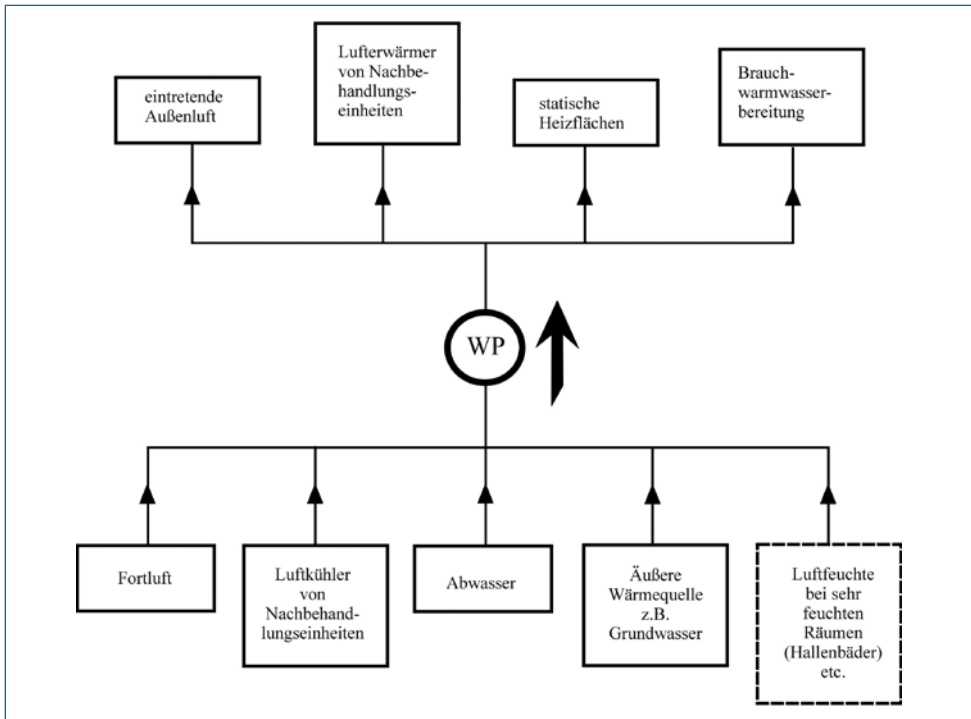 eintretende
Außenluft
Lufterwärmer
von Nachbe-
handlungs-
einheiten
statische
Heizflächen
Brauch-
warmwasser-
bereitung
WP
Fortluft
Luftkühler
von
Nachbehand-
lungseinheiten
Abwasser
Äußere
Wärmequelle
z.B.
Grundwasser
Luftfeuchte
bei sehr
feuchten
Räumen
(Hallenbäder)
etc.